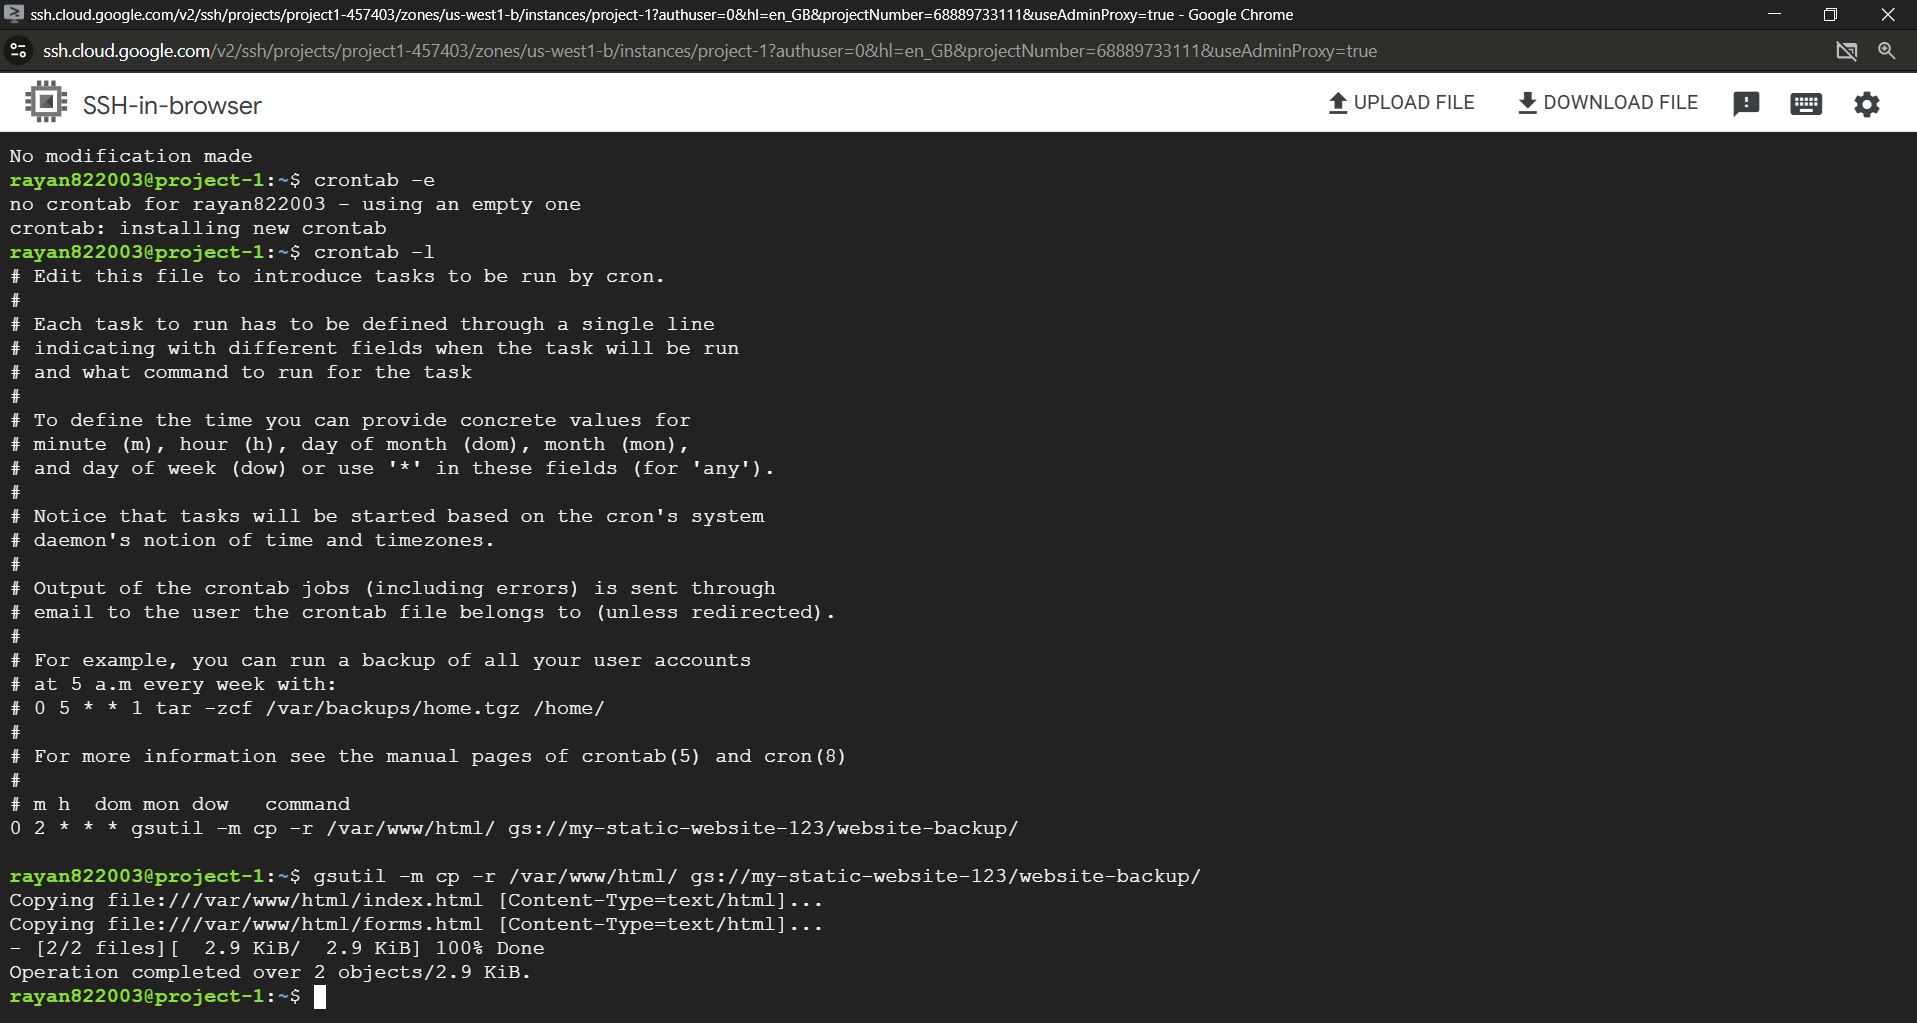 ssh.cloud.google.com/v2/ssh/projects/project1-457403/zones/us-west1-b/instances/project-1?authuser=0&hl=en_GB&projectNumber=68889733111&useAdminProxy=true - Google Chrome
ssh.cloud.google.com/v2/ssh/projects/project1-457403/zones/us-west1-b/instances/project-1?authuser=0&hl=en_GB&projectNumber=68889733111&useAdminProxy=true
SSH-in-browser
UPLOAD FILE
DOWNLOAD FILE
No modification made
rayan822003@project-1:~$ crontab -e
no crontab for rayan822003 - using an empty one
crontab: installing new crontab
rayan822003@project-1:~$ crontab -l
# Edit this file to introduce tasks to be run by cron.
#
# Each task to run has to be defined through a single line
# indicating with different fields when the task will be run
# and what command to run for the task
#
# To define the time you can provide concrete values for
# minute (m), hour (h), day of month (dom), month (mon),
# and day of week (dow) or use '*' in these fields (for 'any').
#
# Notice that tasks will be started based on the cron's system
# daemon's notion of time and timezones.
#
# Output of the crontab jobs (including errors) is sent through
# email to the user the crontab file belongs to (unless redirected).
#
# For example, you can run a backup of all your user accounts
# at 5 a.m every week with:
# 0 5 * * 1 tar -zcf /var/backups/home.tgz /home/
#
# For more information see the manual pages of crontab(5) and cron(8)
#
# m h  dom mon dow   command
0 2 * * * gsutil -m cp -r /var/www/html/ gs://my-static-website-123/website-backup/
rayan822003@project-1:~$ gsutil -m cp -r /var/www/html/ gs://my-static-website-123/website-backup/
Copying file:///var/www/html/index.html [Content-Type=text/html]...
Copying file:///var/www/html/forms.html [Content-Type=text/html]...
- [2/2 files][  2.9 KiB/  2.9 KiB] 100% Done
Operation completed over 2 objects/2.9 KiB.
rayan822003@project-1:~$